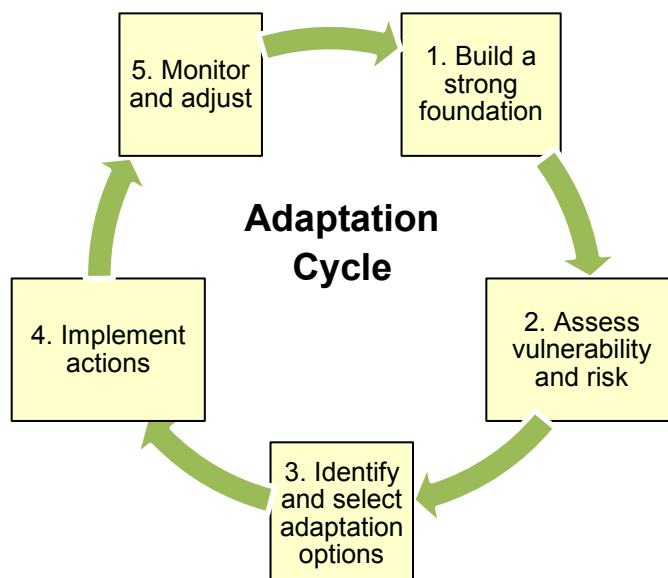 5. Monitor
and adjust
1. Build a
strong
foundation
Adaptation
Cycle
4. Implement
actions
2. Assess
vulnerability
and risk
3. Identify
and select
adaptation
options